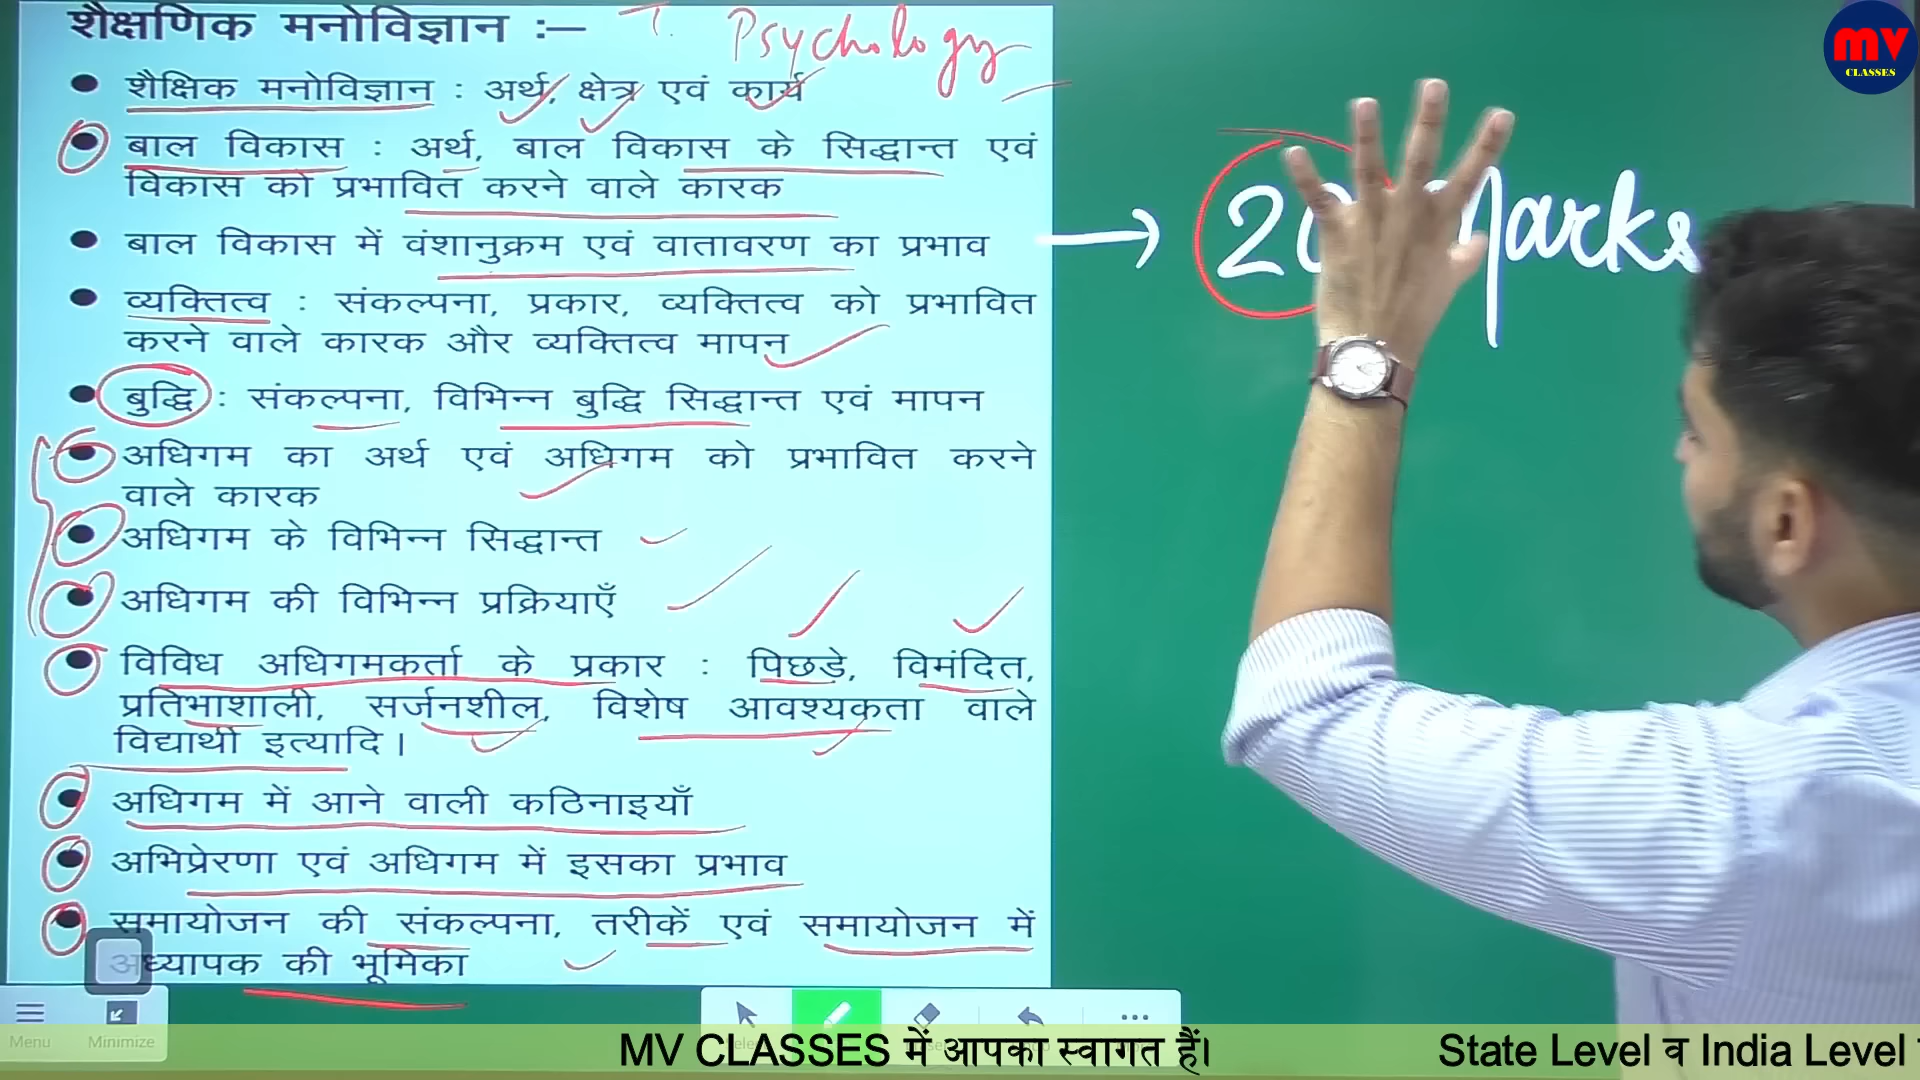 शैक्षणिक मनोविज्ञान :–
T. Psychology
• शैक्षिक मनोविज्ञान : अर्थ, क्षेत्र एवं कार्य
• बाल विकास : अर्थ, बाल विकास के सिद्धान्त एवं
विकास को प्रभावित करने वाले कारक
• बाल विकास में वंशानुक्रम एवं वातावरण का प्रभाव
• व्यक्तित्व : संकल्पना, प्रकार, व्यक्तित्व को प्रभावित
करने वाले कारक और व्यक्तित्व मापन
• बुद्धि : संकल्पना, विभिन्न बुद्धि सिद्धान्त एवं मापन
• अधिगम का अर्थ एवं अधिगम को प्रभावित करने
वाले कारक
• अधिगम के विभिन्न सिद्धान्त
• अधिगम की विभिन्न प्रक्रियाएँ
• विविध अधिगमकर्ता के प्रकार : पिछडे, विमंदित,
प्रतिभाशाली, सर्जनशील, विशेष आवश्यकता वाले
विद्यार्थी इत्यादि।
• अधिगम में आने वाली कठिनाइयाँ
• अभिप्रेरणा एवं अधिगम में इसका प्रभाव
• समायोजन की संकल्पना, तरीकें एवं समायोजन में
अध्यापक की भूमिका
→ 20 Marks
MV
CLASSES
Menu
Minimize
MV CLASSES में आपका स्वागत हैं।
State Level व India Level